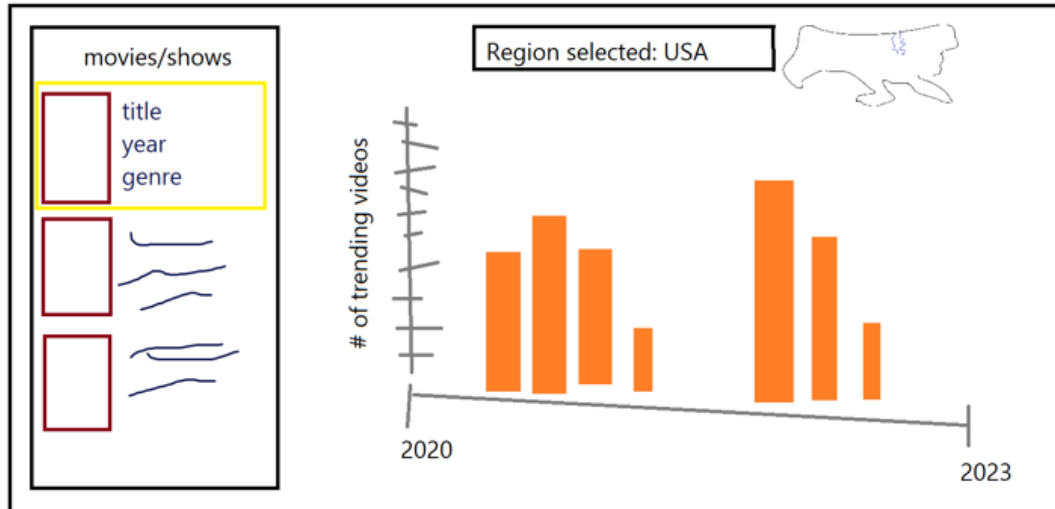 movies/shows
title
year
genre
Region selected: USA
# of trending videos
2020
2023